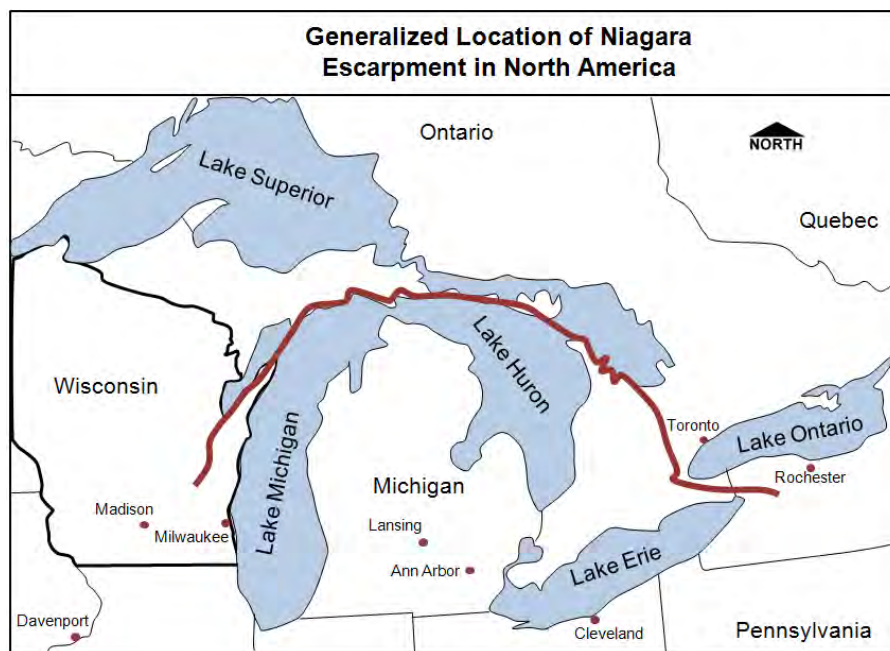 Generalized Location of Niagara
Escarpment in North America
Ontario
NORTH
Lake Superior
Quebec
Wisconsin
Lake Huron
Toronto
Lake Ontario
Rochester
Lake Michigan
Michigan
Madison
Milwaukee
Lansing
Ann Arbor
Lake Erie
Davenport
Cleveland
Pennsylvania